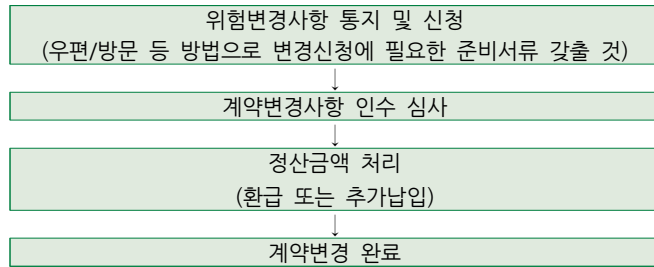 위험변경사항 통지 및 신청
(우편/방문 등 방법으로 변경신청에 필요한 준비서류 갖출 것)
↓
계약변경사항 인수 심사
↓
정산금액 처리
(환급 또는 추가납입)
↓
계약변경 완료